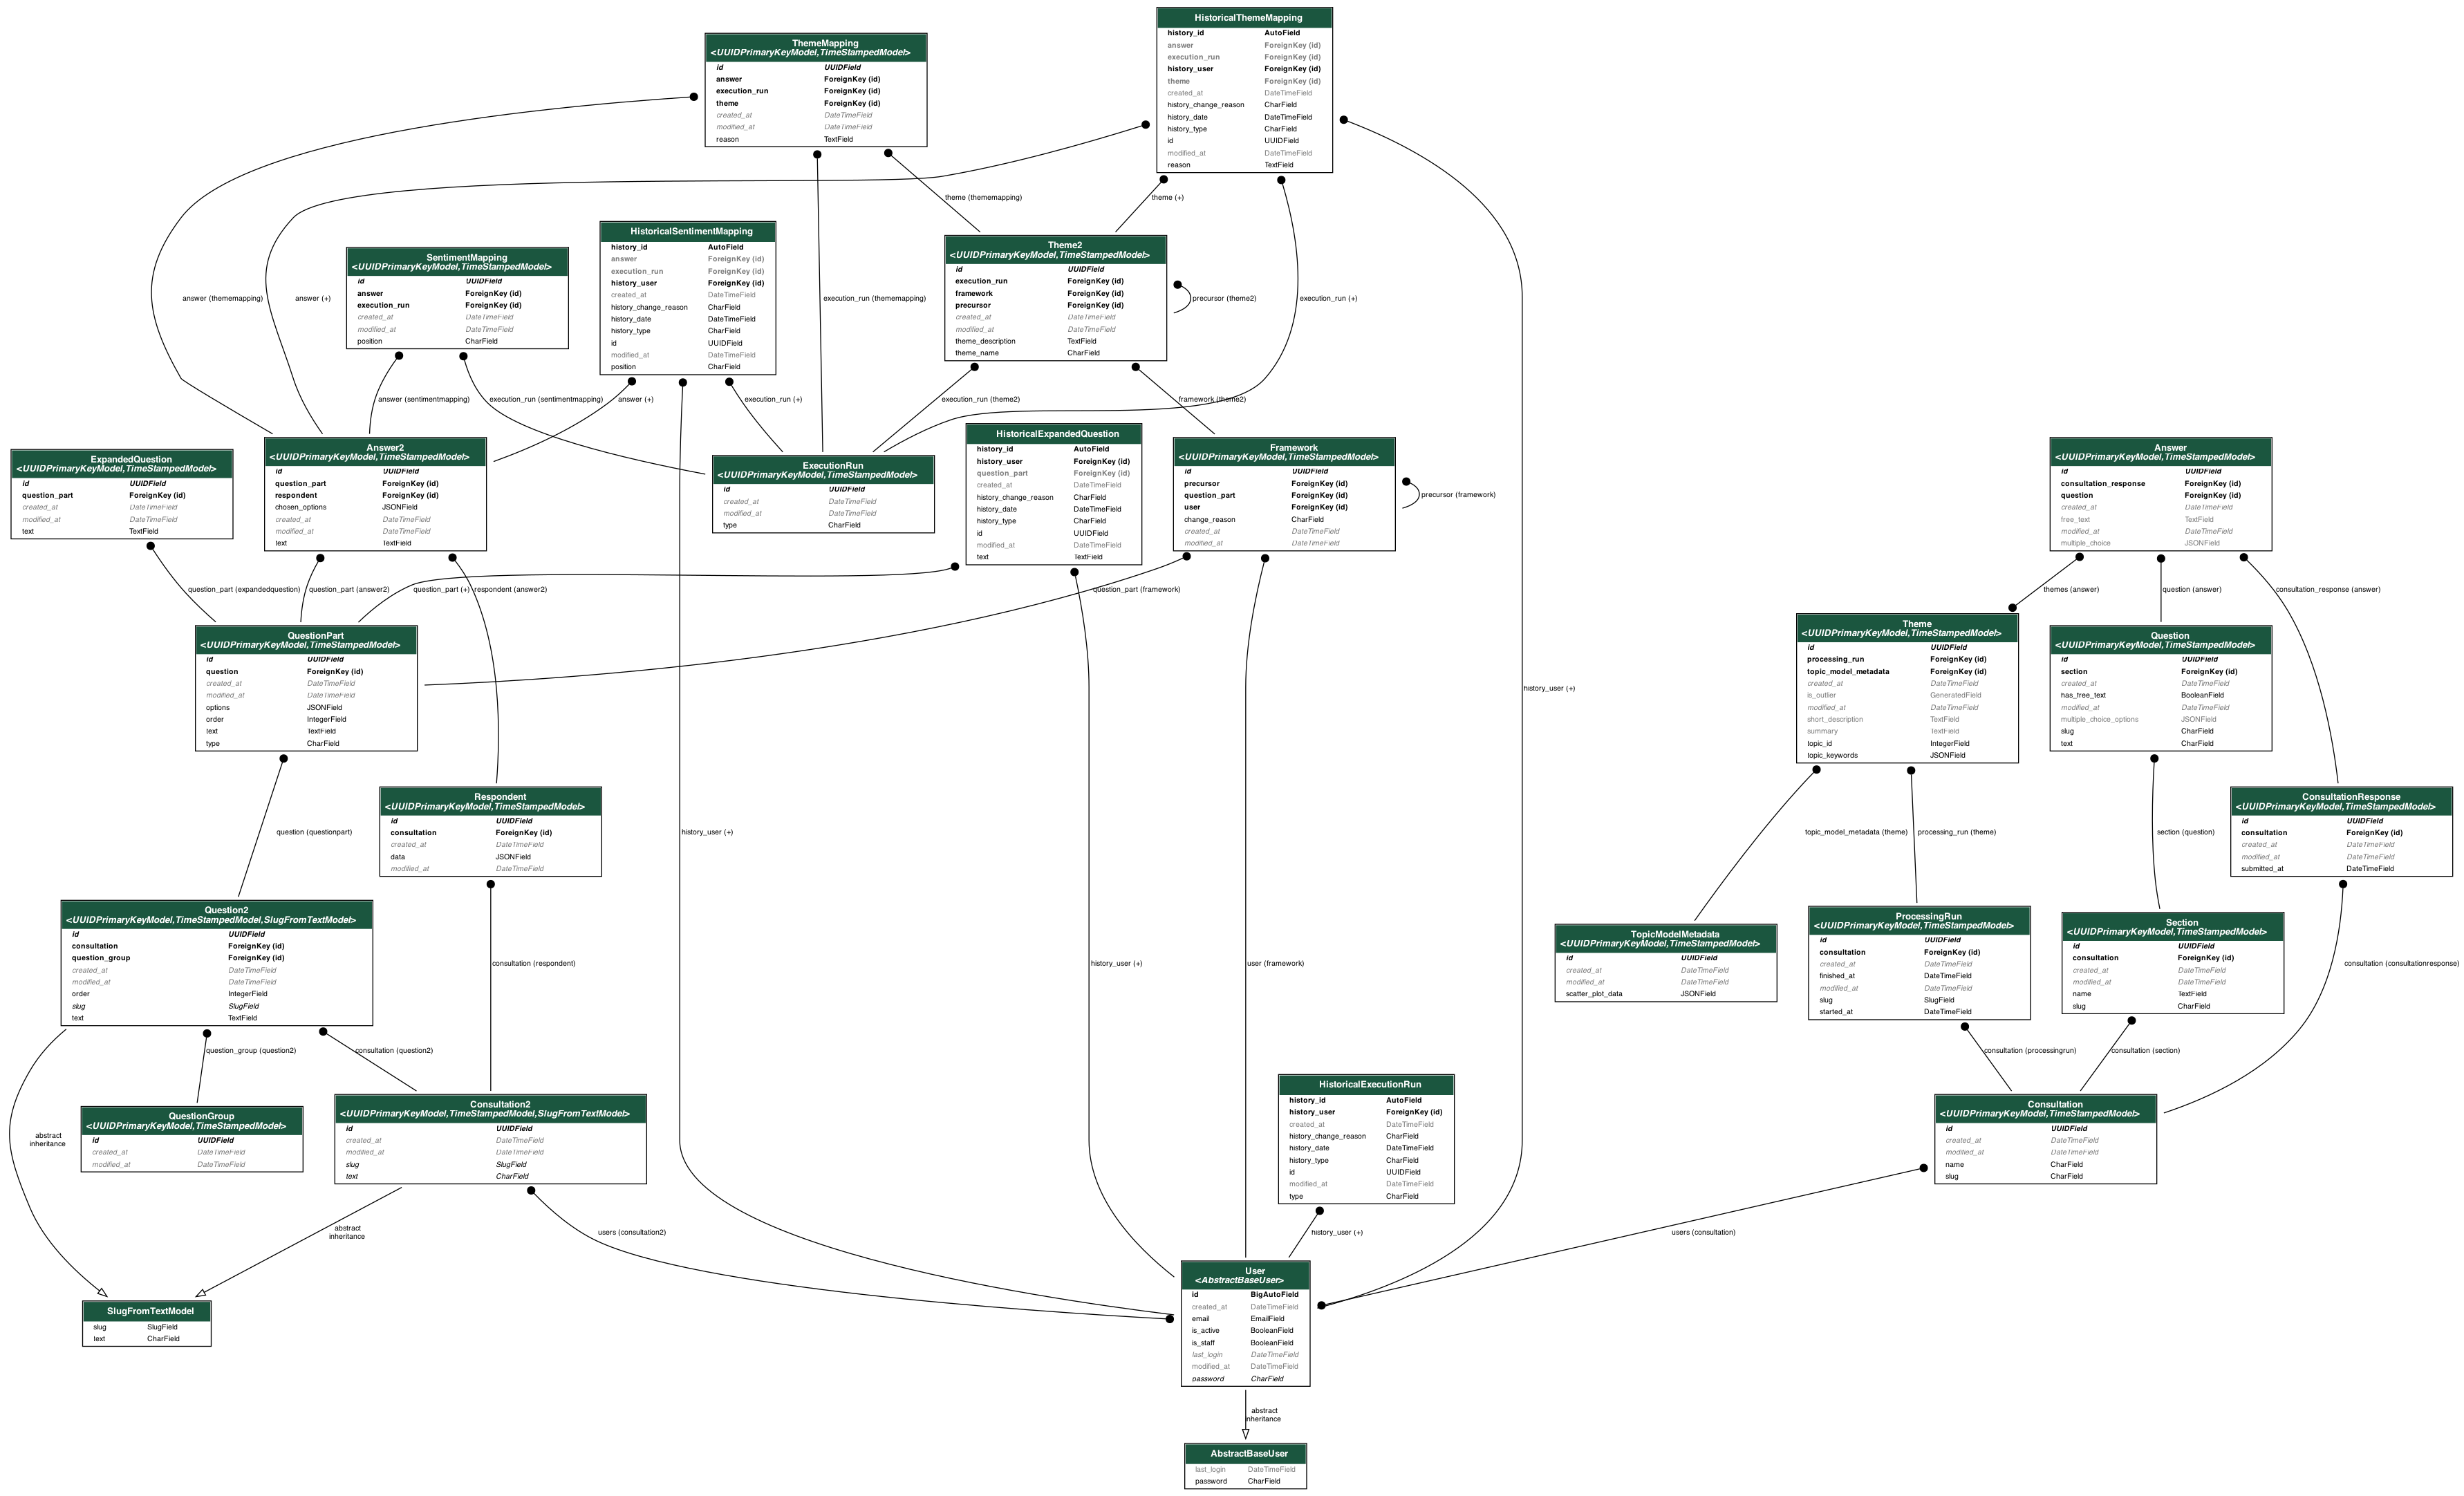 HistoricalThemeMapping
history_id AutoField
answer ForeignKey (id)
execution_run ForeignKey (id)
history_user ForeignKey (id)
theme ForeignKey (id)
created_at DateTimeField
history_change_reason CharField
history_date DateTimeField
history_type CharField
id UUIDField
modified_at DateTimeField
reason TextField
ThemeMapping
<UUIDPrimaryKeyModel,TimeStampedModel>
id UUIDField
answer ForeignKey (id)
execution_run ForeignKey (id)
theme ForeignKey (id)
created_at DateTimeField
modified_at DateTimeField
reason TextField
theme (thememapping)
theme (+)
answer (thememapping)
answer (+)
execution_run (thememapping)
execution_run (+)
SentimentMapping
<UUIDPrimaryKeyModel,TimeStampedModel>
id UUIDField
answer ForeignKey (id)
execution_run ForeignKey (id)
created_at DateTimeField
modified_at DateTimeField
position CharField
HistoricalSentimentMapping
history_id AutoField
answer ForeignKey (id)
execution_run ForeignKey (id)
history_user ForeignKey (id)
created_at DateTimeField
history_change_reason CharField
history_date DateTimeField
history_type CharField
id UUIDField
modified_at DateTimeField
position CharField
Theme2
<UUIDPrimaryKeyModel,TimeStampedModel>
id UUIDField
execution_run ForeignKey (id)
framework ForeignKey (id)
precursor ForeignKey (id)
created_at DateTimeField
modified_at DateTimeField
theme_description TextField
theme_name CharField
precursor (theme2)
answer (sentimentmapping)
execution_run (sentimentmapping)
answer (+)
execution_run (+)
execution_run (theme2)
framework (theme2)
ExpandedQuestion
<UUIDPrimaryKeyModel,TimeStampedModel>
id UUIDField
question_part ForeignKey (id)
created_at DateTimeField
modified_at DateTimeField
text TextField
Answer2
<UUIDPrimaryKeyModel,TimeStampedModel>
id UUIDField
question_part ForeignKey (id)
respondent ForeignKey (id)
chosen_options JSONField
created_at DateTimeField
modified_at DateTimeField
text TextField
ExecutionRun
<UUIDPrimaryKeyModel,TimeStampedModel>
id UUIDField
created_at DateTimeField
modified_at DateTimeField
type CharField
HistoricalExpandedQuestion
history_id AutoField
history_user ForeignKey (id)
question_part ForeignKey (id)
created_at DateTimeField
history_change_reason CharField
history_date DateTimeField
history_type CharField
id UUIDField
modified_at DateTimeField
text TextField
Framework
<UUIDPrimaryKeyModel,TimeStampedModel>
id UUIDField
precursor ForeignKey (id)
question_part ForeignKey (id)
user ForeignKey (id)
change_reason CharField
created_at DateTimeField
modified_at DateTimeField
precursor (framework)
Answer
<UUIDPrimaryKeyModel,TimeStampedModel>
id UUIDField
consultation_response ForeignKey (id)
question ForeignKey (id)
created_at DateTimeField
free_text TextField
modified_at DateTimeField
multiple_choice JSONField
question_part (expandedquestion)
question_part (answer2)
question_part (+)
respondent (answer2)
question_part (framework)
themes (answer)
question (answer)
consultation_response (answer)
QuestionPart
<UUIDPrimaryKeyModel,TimeStampedModel>
id UUIDField
question ForeignKey (id)
created_at DateTimeField
modified_at DateTimeField
options JSONField
order IntegerField
text TextField
type CharField
history_user (+)
Theme
<UUIDPrimaryKeyModel,TimeStampedModel>
id UUIDField
processing_run ForeignKey (id)
topic_model_metadata ForeignKey (id)
created_at DateTimeField
is_outlier GeneratedField
modified_at DateTimeField
short_description TextField
summary TextField
topic_id IntegerField
topic_keywords JSONField
Question
<UUIDPrimaryKeyModel,TimeStampedModel>
id UUIDField
section ForeignKey (id)
created_at DateTimeField
has_free_text BooleanField
modified_at DateTimeField
multiple_choice_options JSONField
slug CharField
text CharField
Respondent
<UUIDPrimaryKeyModel,TimeStampedModel>
id UUIDField
consultation ForeignKey (id)
created_at DateTimeField
data JSONField
modified_at DateTimeField
ConsultationResponse
<UUIDPrimaryKeyModel,TimeStampedModel>
id UUIDField
consultation ForeignKey (id)
created_at DateTimeField
modified_at DateTimeField
submitted_at DateTimeField
question (questionpart)
history_user (+)
topic_model_metadata (theme)
processing_run (theme)
section (question)
Question2
<UUIDPrimaryKeyModel,TimeStampedModel,SlugFromTextModel>
id UUIDField
consultation ForeignKey (id)
question_group ForeignKey (id)
created_at DateTimeField
modified_at DateTimeField
order IntegerField
slug SlugField
text TextField
consultation (respondent)
history_user (+)
user (framework)
TopicModelMetadata
<UUIDPrimaryKeyModel,TimeStampedModel>
id UUIDField
created_at DateTimeField
modified_at DateTimeField
scatter_plot_data JSONField
ProcessingRun
<UUIDPrimaryKeyModel,TimeStampedModel>
id UUIDField
consultation ForeignKey (id)
created_at DateTimeField
finished_at DateTimeField
modified_at DateTimeField
slug SlugField
started_at DateTimeField
Section
<UUIDPrimaryKeyModel,TimeStampedModel>
id UUIDField
consultation ForeignKey (id)
created_at DateTimeField
modified_at DateTimeField
name TextField
slug CharField
consultation (consultationresponse)
question_group (question2)
consultation (question2)
consultation (processingrun)
consultation (section)
QuestionGroup
<UUIDPrimaryKeyModel,TimeStampedModel>
id UUIDField
created_at DateTimeField
modified_at DateTimeField
Consultation2
<UUIDPrimaryKeyModel,TimeStampedModel,SlugFromTextModel>
id UUIDField
created_at DateTimeField
modified_at DateTimeField
slug SlugField
text CharField
HistoricalExecutionRun
history_id AutoField
history_user ForeignKey (id)
created_at DateTimeField
history_change_reason CharField
history_date DateTimeField
history_type CharField
id UUIDField
modified_at DateTimeField
type CharField
Consultation
<UUIDPrimaryKeyModel,TimeStampedModel>
id UUIDField
created_at DateTimeField
modified_at DateTimeField
name CharField
slug CharField
abstract
inheritance
abstract
inheritance
users (consultation2)
history_user (+)
users (consultation)
SlugFromTextModel
slug SlugField
text CharField
User
<AbstractBaseUser>
id BigAutoField
created_at DateTimeField
email EmailField
is_active BooleanField
is_staff BooleanField
last_login DateTimeField
modified_at DateTimeField
password CharField
abstract
inheritance
AbstractBaseUser
last_login DateTimeField
password CharField